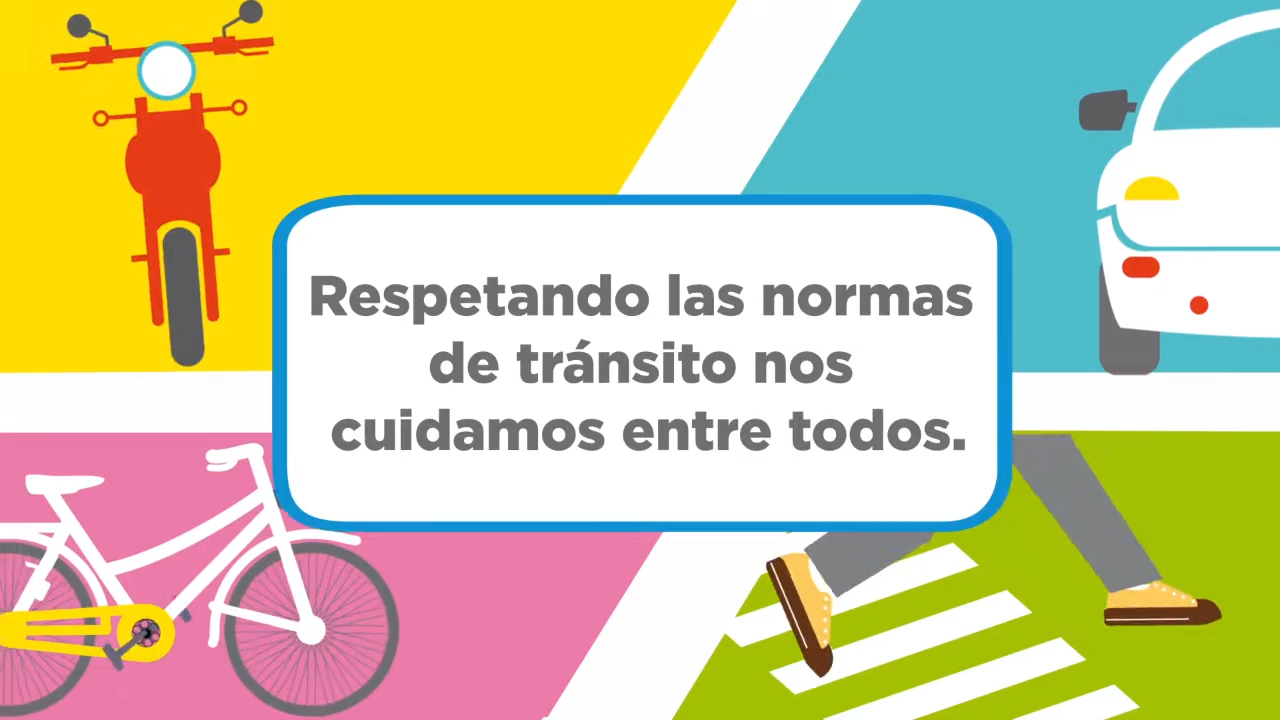 Respetando las normas
de tránsito nos
cuidamos entre todos.